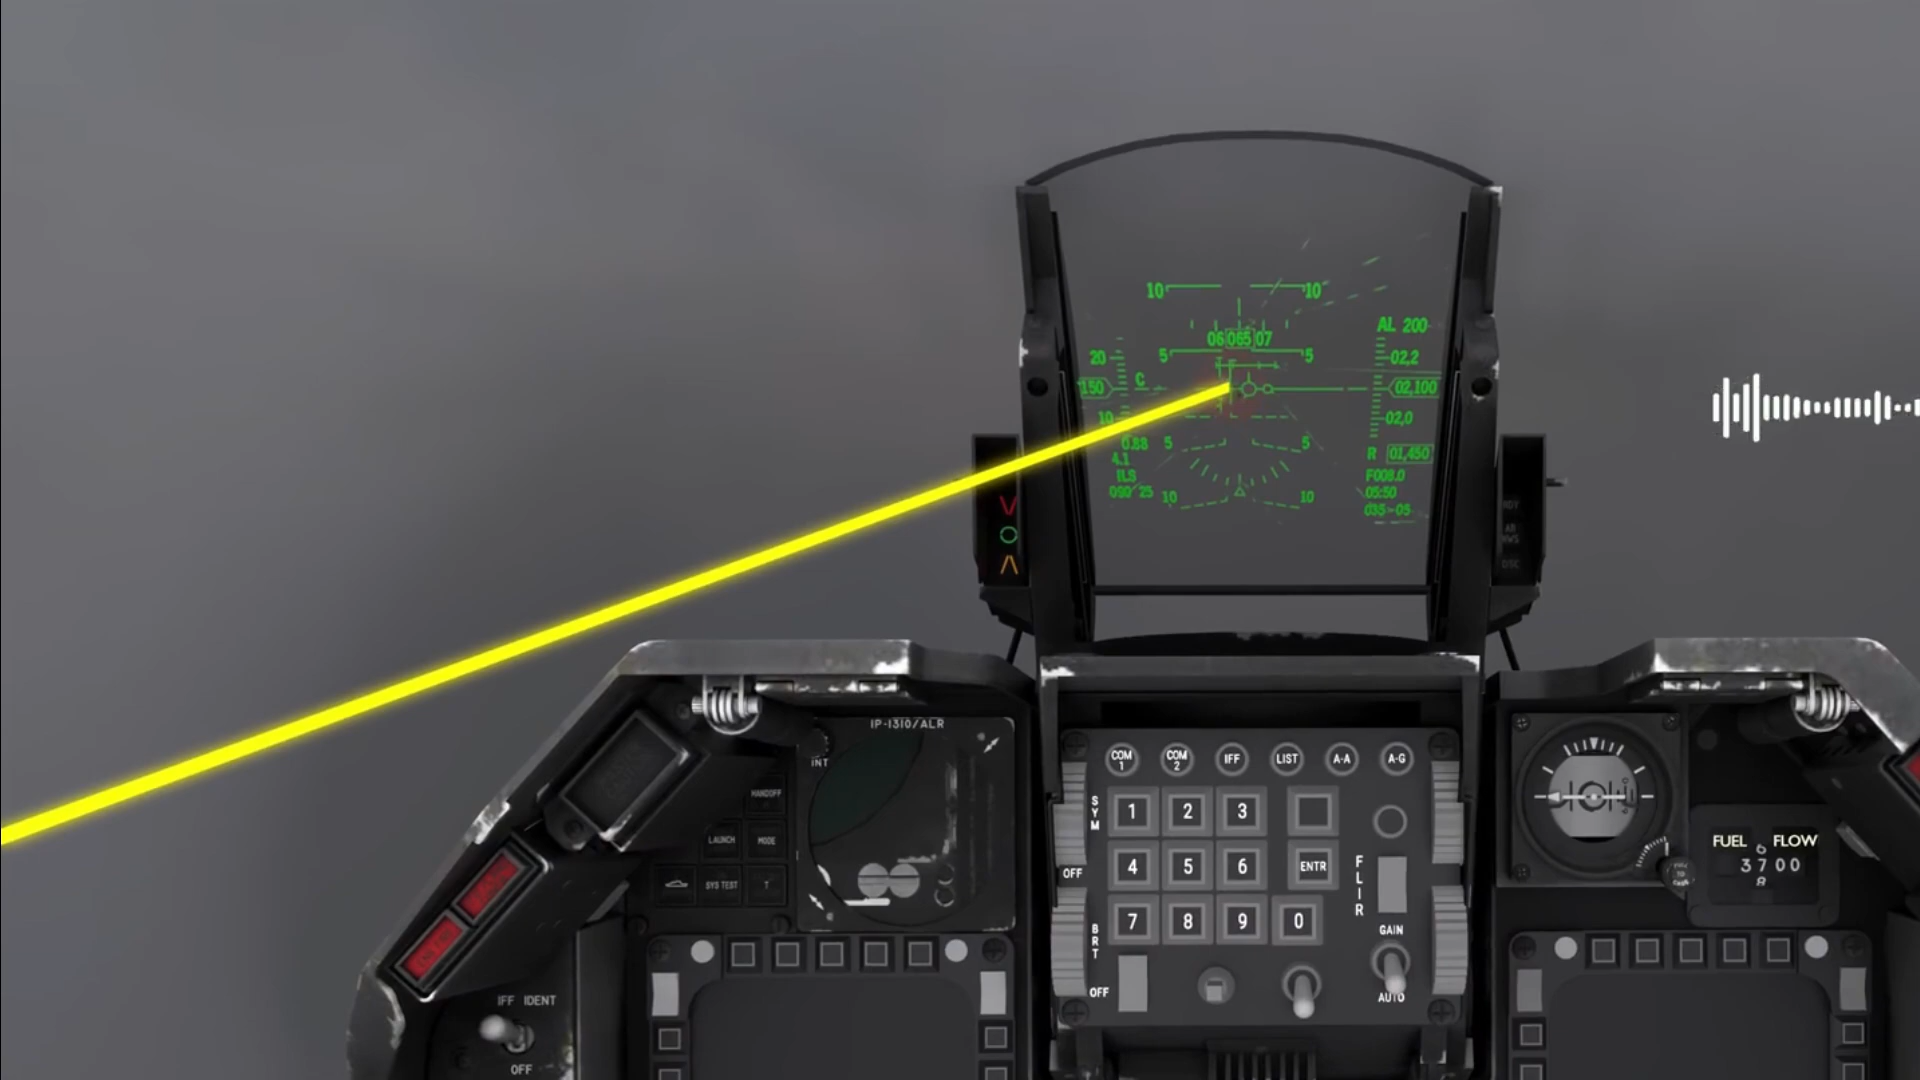 10 10
AL 200
06 065 07
20 5 5 02,2
150 C 02,100
10 02,0
0.88 5 5
4.1 R 01,450
ILS F008.0
090/25 10 10 05:50
035>05
IP-1310/ALR
INT
HANDOFF
LAUNCH MODE
SYS TEST T
COM 1 COM 2 IFF LIST A-A A-G
SYM
1 2 3
OFF 4 5 6 ENTR
FLIR
7 8 9 0
BRT
GAIN
OFF
AUTO
FUEL FLOW
6
3700
8
IFF IDENT
OFF